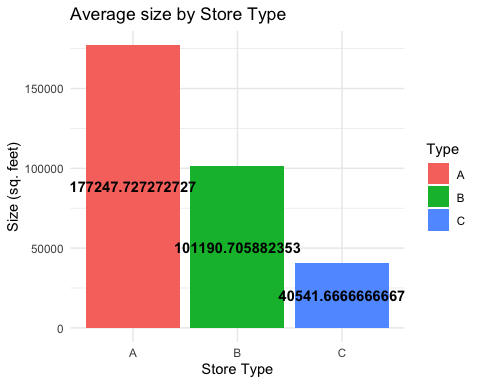 Average size by Store Type
Size (sq. feet)
150000
100000
50000
0
177247.727272727
101190.705882353
40541.6666666667
A
B
C
Store Type
Type
A
B
C